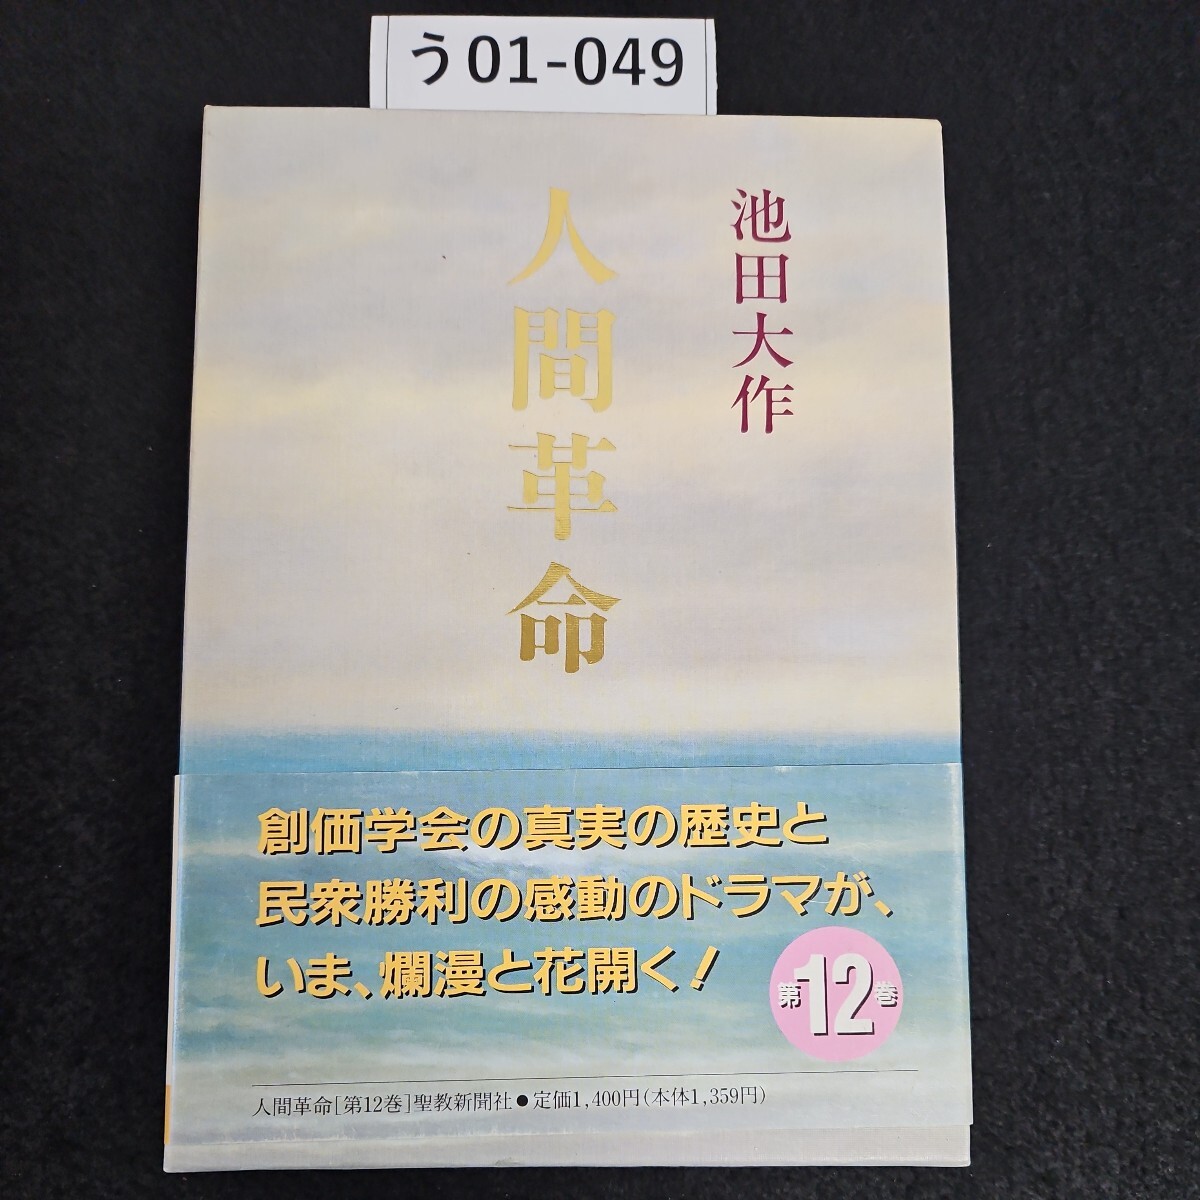 う01-049
池田大作
人間革命
創価学会の真実の歴史と
民衆勝利の感動のドラマが、
いま、爛漫と花開く!
第12巻
人間革命[第12巻]聖教新聞社●定価1,400円(本体1,359円)